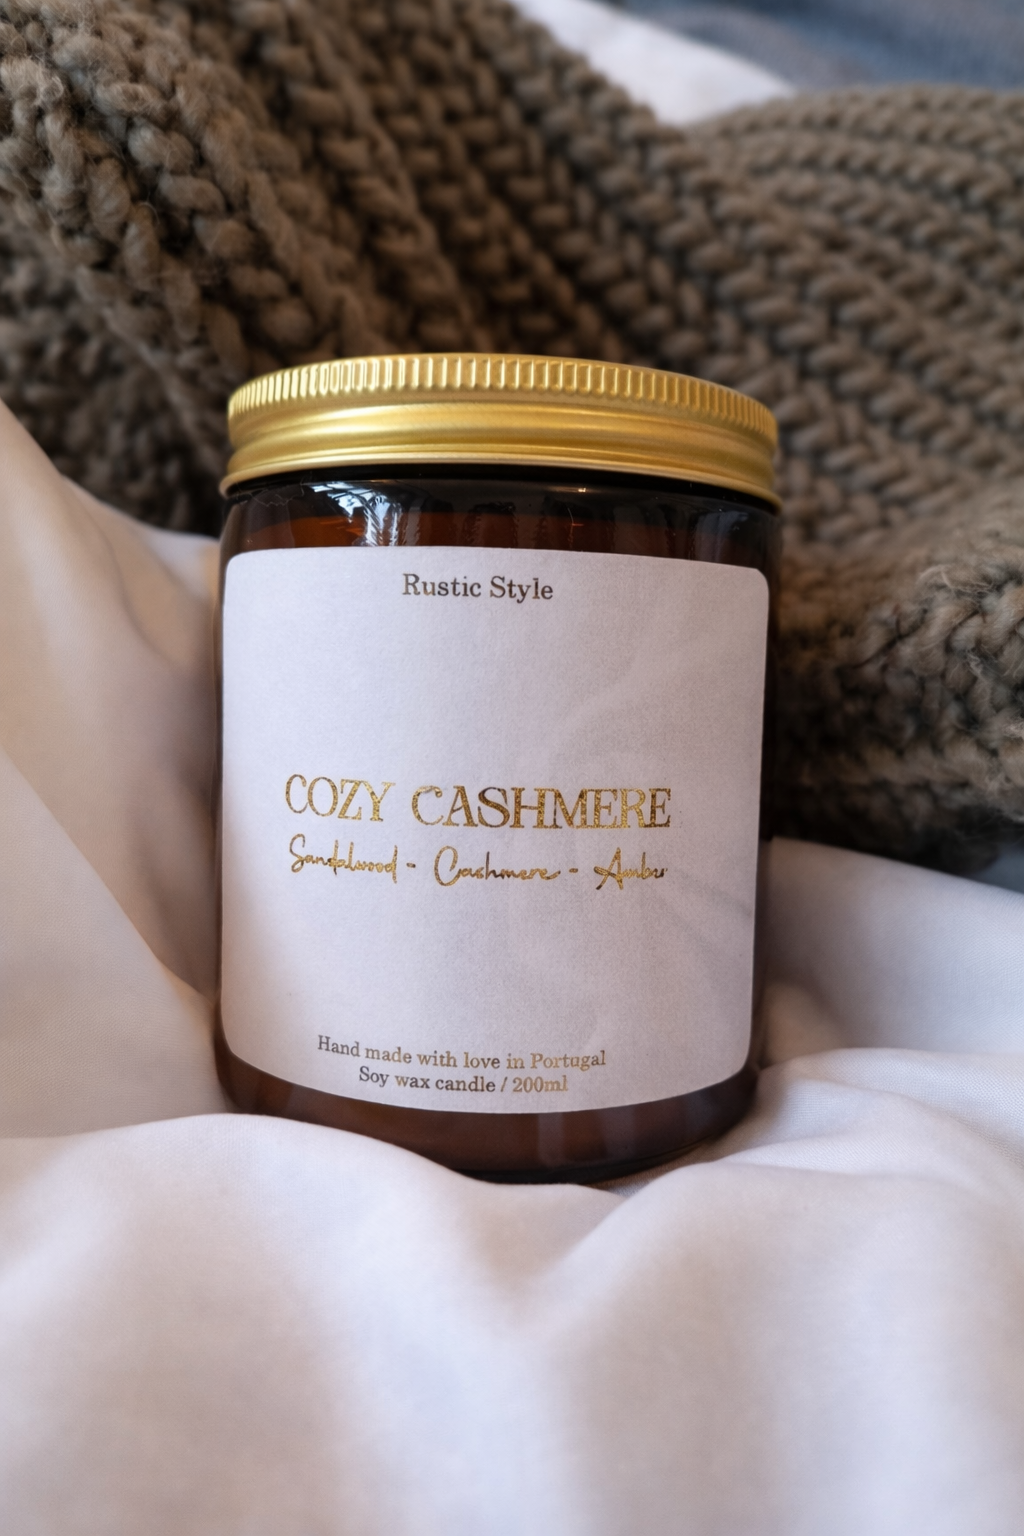 Rustic Style
COZY CASHMERE
Sandalwood - Cashmere - Amber
Hand made with love in Portugal
Soy wax candle / 200ml